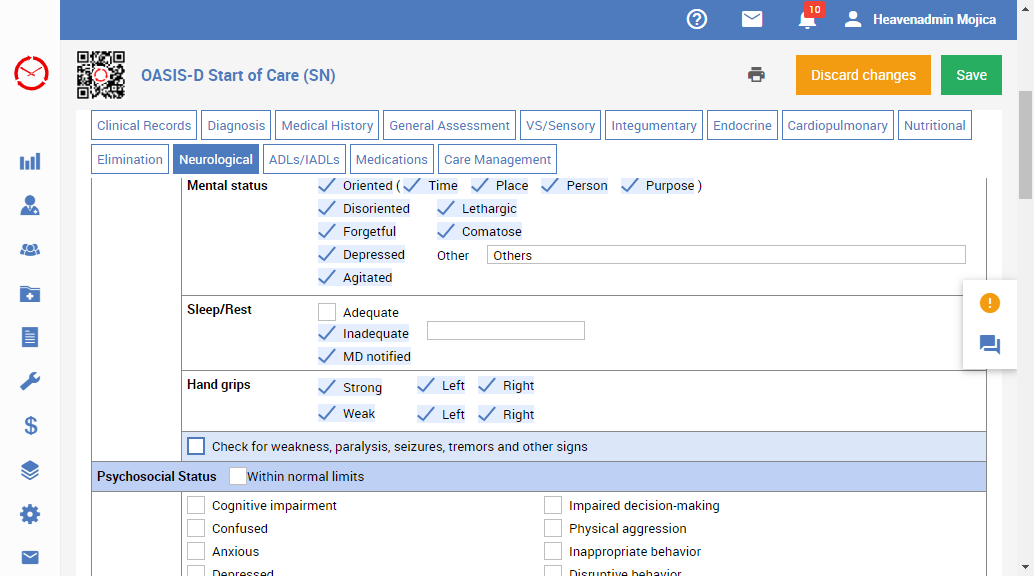 10
Heavenadmin Mojica
OASIS-D Start of Care (SN)
Discard changes
Save
Clinical Records
Diagnosis
Medical History
General Assessment
VS/Sensory
Integumentary
Endocrine
Cardiopulmonary
Nutritional
Elimination
Neurological
ADLs/IADLs
Medications
Care Management
Mental status
Oriented ( Time Place Person Purpose )
Disoriented Lethargic
Forgetful Comatose
Depressed Other Others
Agitated
Sleep/Rest
Adequate
Inadequate
MD notified
Hand grips
Strong Left Right
Weak Left Right
Check for weakness, paralysis, seizures, tremors and other signs
Psychosocial Status Within normal limits
Cognitive impairment Impaired decision-making
Confused Physical aggression
Anxious Inappropriate behavior
Depressed Disruptive behavior